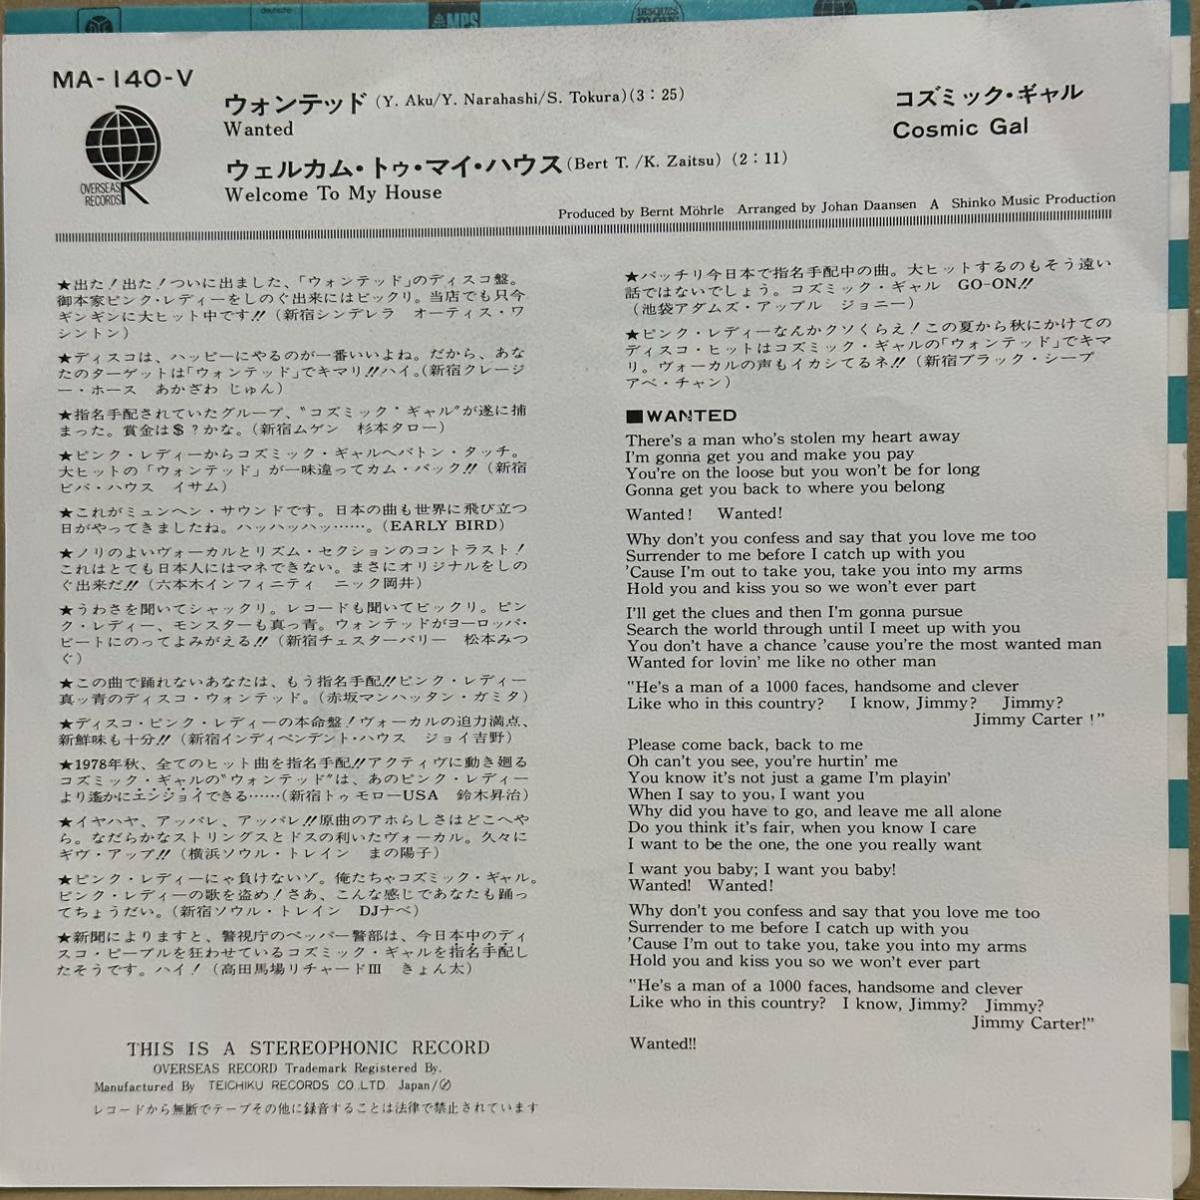 MPS
MA-140-V
OVERSEAS
RECORDS
ウォンテッド (Y. Aku/Y. Narahashi/S. Tokura)(3：25)
Wanted
ウェルカム・トゥ・マイ・ハウス(Bert T. /K. Zaitsu) (2：11)
Welcome To My House
コズミック・ギャル
Cosmic Gal
Produced by Bernt Möhrle Arranged by Johan Daansen A Shinko Music Production
★出た！出た！ついに出ました、「ウォンテッド」のディスコ盤。
御本家ピンク・レディーをしのぐ出来にはビックリ。当店でも只今
ギンギンに大ヒット中です!!（新宿シンデレラ オーティス・ワ
シントン）
★ディスコは、ハッピーにやるのが一番いいよね。だから、あな
たのターゲットは「ウォンテッド」でキマリ!!ハイ。（新宿クレージ
ー・ホース あかざわ じゅん）
★指名手配されていたグループ、“コズミック・ギャル”が遂に捕
まった。賞金は＄？かな。（新宿ムゲン 杉本タロー）
★ピンク・レディーからコズミック・ギャルへバトン・タッチ。
大ヒットの「ウォンテッド」が一味違ってカム・バック!!（新宿
ビバ・ハウス イサム）
★これがミュンヘン・サウンドです。日本の曲も世界に飛び立つ
日がやってきましたね。ハッハッハッ……。（EARLY BIRD）
★ノリのよいヴォーカルとリズム・セクションのコントラスト！
これはとても日本人にはマネできない。まさにオリジナルをしの
ぐ出来だ!!（六本木インフィニティ ニック岡井）
★うわさを聞いてシャックリ。レコードも聞いてビックリ。ピン
ク・レディー、モンスターも真っ青。ウォンテッドがヨーロッパ・
ビートにのってよみがえる!!（新宿チェスターバリー 松本みつ
ぐ）
★この曲で踊れないあなたは、もう指名手配!!ピンク・レディー
真ッ青のディスコ・ウォンテッド。（赤坂マンハッタン・ガミタ）
★ディスコ・ピンク・レディーの本命盤！ヴォーカルの迫力満点、
新鮮味も十分!!（新宿インディペンデント・ハウス ジョイ吉野）
★1978年秋、全てのヒット曲を指名手配!!アクティヴに動き廻る
コズミック・ギャルの“ウォンテッド”は、あのピンク・レディー
より遙かにエンジョイできる……（新宿トゥモローUSA 鈴木昇治）
★イヤハヤ、アッパレ、アッパレ!!原曲のアホらしさはどこへや
ら。なだらかなストリングスとドスの利いたヴォーカル。久々に
ギヴ・アップ!!（横浜ソウル・トレイン まの陽子）
★ピンク・レディーにゃ負けないゾ。俺たちゃコズミック・ギャル。
ピンク・レディーの歌を盗め！さあ、こんな感じであなたも踊っ
てちょうだい。（新宿ソウル・トレイン DJナベ）
★新聞によりますと、警視庁のペッパー警部は、今日本中のディ
スコ・ピープルを狂わせているコズミック・ギャルを指名手配し
たそうです。ハイ！（高田馬場リチャードⅢ きょん太）
THIS IS A STEREOPHONIC RECORD
OVERSEAS RECORD Trademark Registered By.
Manufactured By TEICHIKU RECORDS CO.LTD. Japan/Ⓟ
レコードから無断でテープその他に録音することは法律で禁止されています
★バッチリ今日本で指名手配中の曲。大ヒットするのもそう遠い
話ではないでしょう。コズミック・ギャル GO-ON!!
（池袋アダムズ・アップル ジョニー）
★ピンク・レディーなんかクソくらえ！この夏から秋にかけての
ディスコ・ヒットはコズミック・ギャルの「ウォンテッド」でキマ
リ。ヴォーカルの声もイカシてるネ!!（新宿ブラック・シープ
アベ・チャン）
■WANTED
There's a man who's stolen my heart away
I'm gonna get you and make you pay
You're on the loose but you won't be for long
Gonna get you back to where you belong
Wanted! Wanted!
Why don't you confess and say that you love me too
Surrender to me before I catch up with you
'Cause I'm out to take you, take you into my arms
Hold you and kiss you so we won't ever part
I'll get the clues and then I'm gonna pursue
Search the world through until I meet up with you
You don't have a chance 'cause you're the most wanted man
Wanted for lovin' me like no other man
"He's a man of a 1000 faces, handsome and clever
Like who in this country? I know, Jimmy? Jimmy?
Jimmy Carter !"
Please come back, back to me
Oh can't you see, you're hurtin' me
You know it's not just a game I'm playin'
When I say to you, I want you
Why did you have to go, and leave me all alone
Do you think it's fair, when you know I care
I want to be the one, the one you really want
I want you baby; I want you baby!
Wanted! Wanted!
Why don't you confess and say that you love me too
Surrender to me before I catch up with you
'Cause I'm out to take you, take you into my arms
Hold you and kiss you so we won't ever part
"He's a man of a 1000 faces, handsome and clever
Like who in this country? I know, Jimmy? Jimmy?
Jimmy Carter!"
Wanted!!